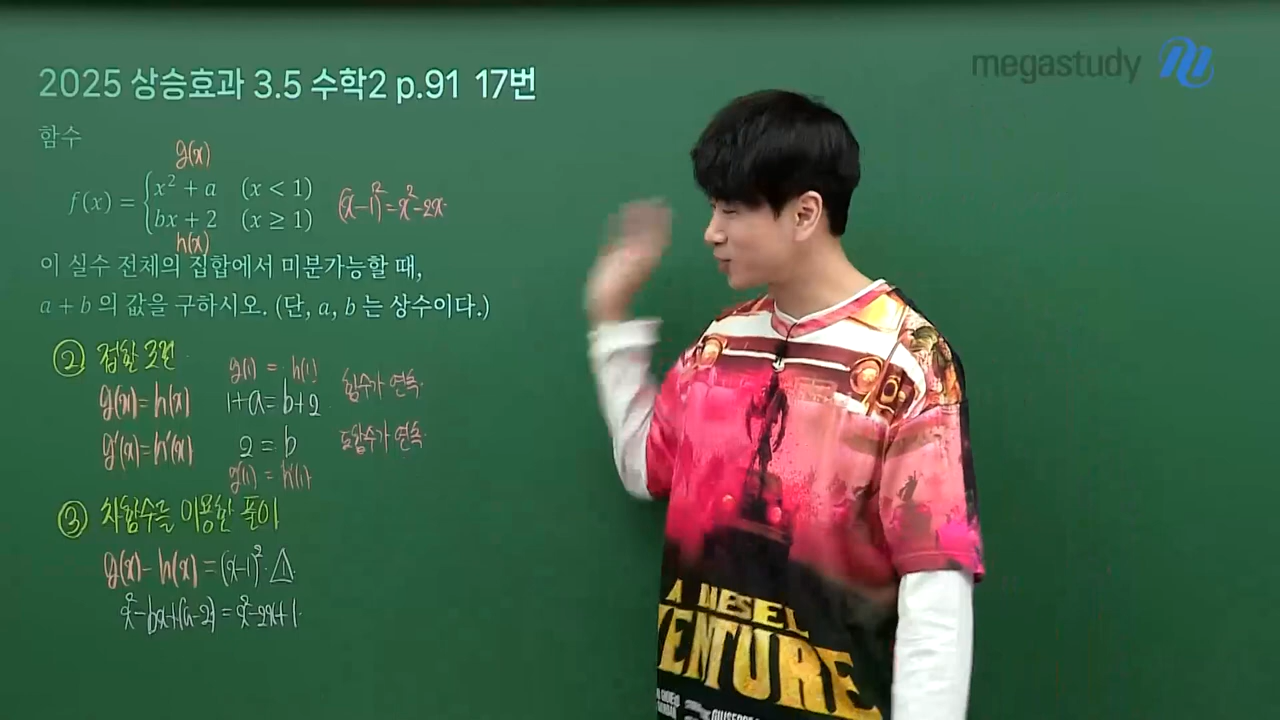 megastudy
2025 상승효과 3.5 수학2 p.91 17번
함수
g(x)
f(x) = { x² + a (x < 1)
bx + 2 (x ≥ 1)
(x-1)² = x²-2x
h(x)
이 실수 전체의 집합에서 미분가능할 때,
a + b 의 값을 구하시오. (단, a, b 는 상수이다.)
② 접할 조건
g(1) = h(1)
g(x) = h(x) 1+a = b+2 함수가 연속
g'(x) = h'(x) 2 = b 도함수가 연속
g'(1) = h'(1)
③ 차함수를 이용한 풀이
g(x) - h(x) = (x-1)²·△
x²-bx+(a-2) = x²-2x+1
A DIESEL
VENTURE